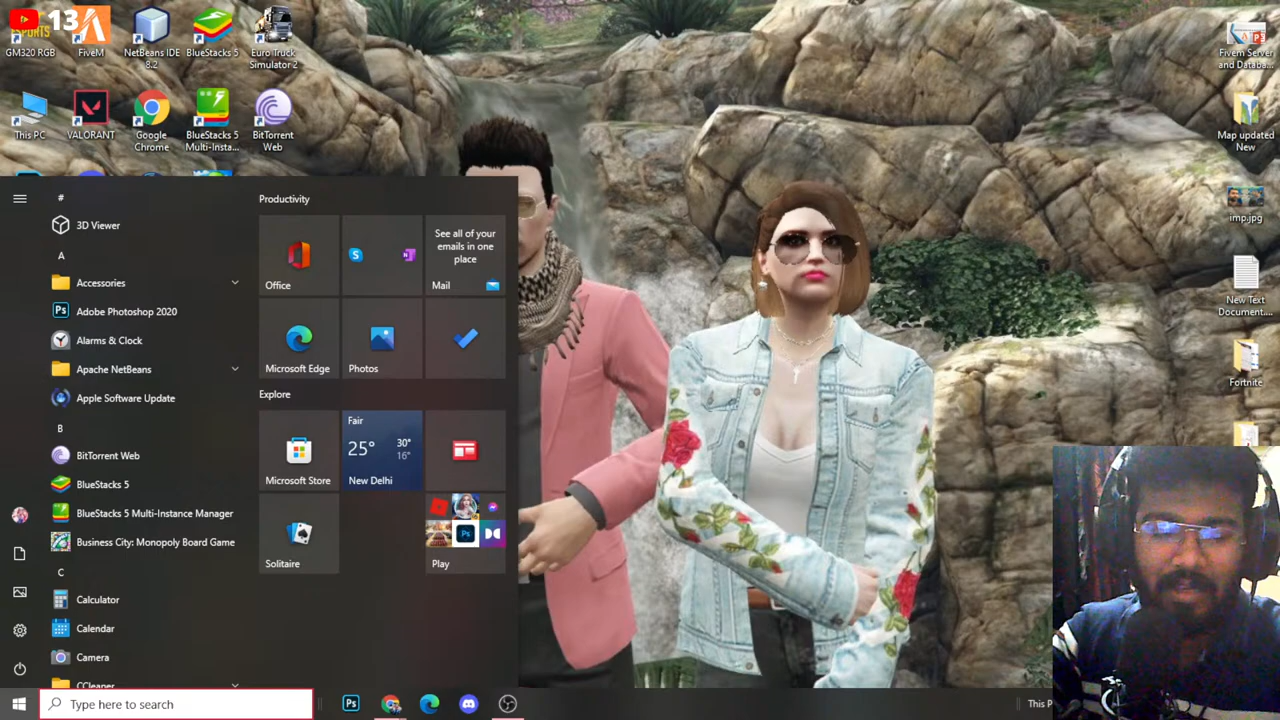 13
GM320 RGB
FiveM
NetBeans IDE
8.2
BlueStacks 5
Euro Truck
Simulator 2
This PC
VALORANT
Google
Chrome
BlueStacks 5
Multi-Insta...
BitTorrent
Web
Fivem Server
and Databa...
Map updated
New
imp.jpg
New Text
Document....
Fortnite
#
3D Viewer
A
Accessories
Adobe Photoshop 2020
Alarms & Clock
Apache NetBeans
Apple Software Update
B
BitTorrent Web
BlueStacks 5
BlueStacks 5 Multi-Instance Manager
Business City: Monopoly Board Game
C
Calculator
Calendar
Camera
CCleaner
Productivity
Office
See all of your
emails in one
place
Mail
Microsoft Edge
Photos
Explore
Microsoft Store
Fair
25°
30°
16°
New Delhi
Solitaire
Play
Type here to search
This P